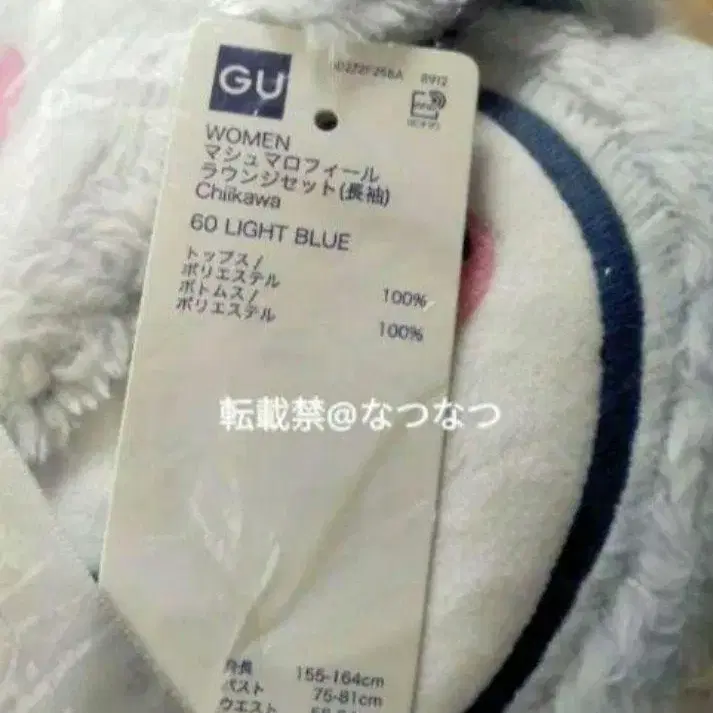 GU
8912
WOMEN
マシュマロフィール
ラウンジセット(長袖)
Chiikawa
60 LIGHT BLUE
トップス/
ポリエステル 100%
ボトムス/
ポリエステル 100%
転載禁@なつなつ
身長 155-164cm
バスト 75-81cm
ウエスト